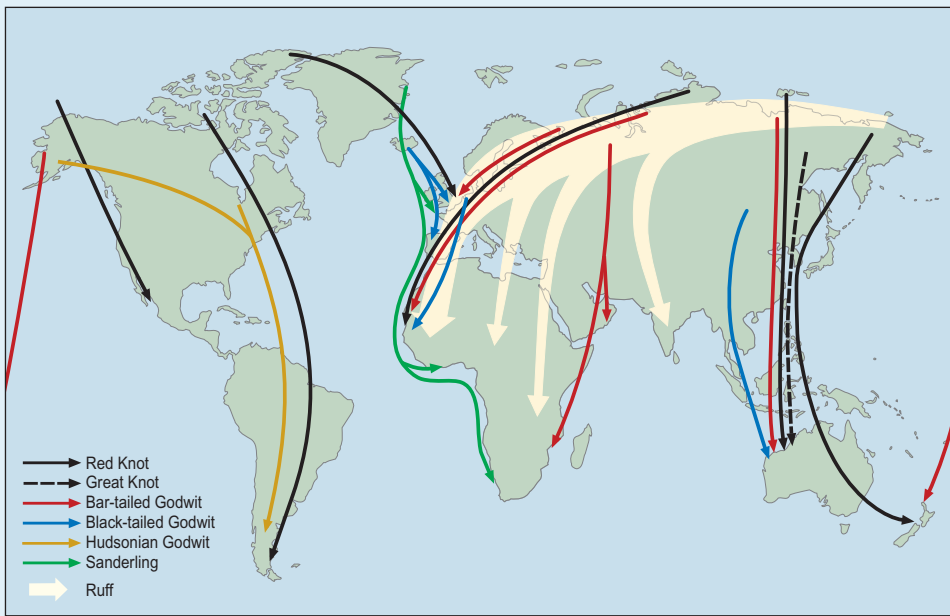 Red Knot
Great Knot
Bar-tailed Godwit
Black-tailed Godwit
Hudsonian Godwit
Sanderling
Ruff